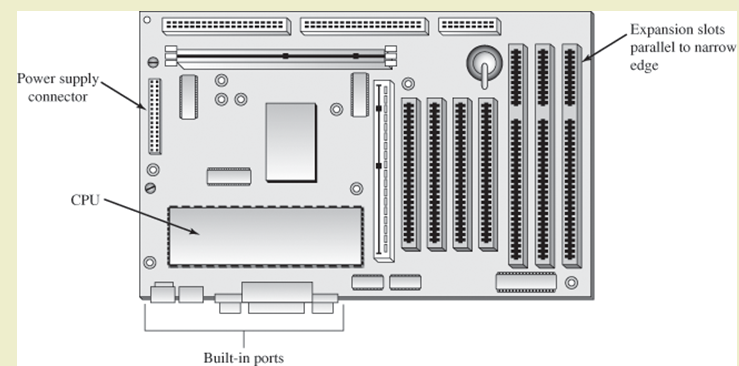 Expansion slots
parallel to narrow
edge
Power supply
connector
CPU
Built-in ports